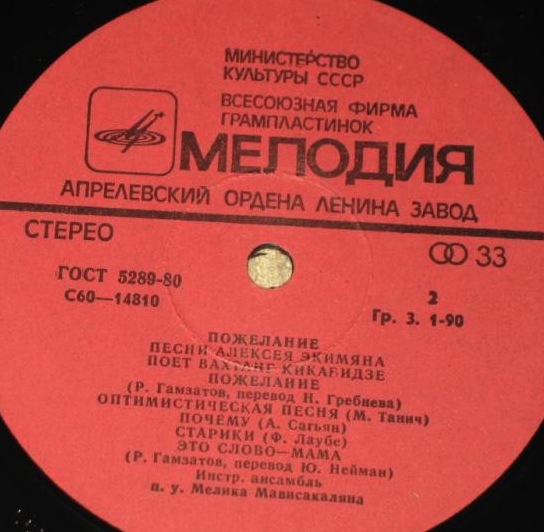 МИНИСТЕРСТВО
КУЛЬТУРЫ СССР
ВСЕСОЮЗНАЯ ФИРМА
ГРАМПЛАСТИНОК
МЕЛОДИЯ
АПРЕЛЕВСКИЙ ОРДЕНА ЛЕНИНА ЗАВОД
СТЕРЕО
33
ГОСТ 5289-80
С60—14810
2
Гр. 3. 1-90
ПОЖЕЛАНИЕ
ПЕСНИ АЛЕКСЕЯ ЭКИМЯНА
ПОЕТ ВАХТАНГ КИКАБИДЗЕ
ПОЖЕЛАНИЕ
(Р. Гамзатов, перевод Н. Гребнева)
ОПТИМИСТИЧЕСКАЯ ПЕСНЯ (М. Танич)
ПОЧЕМУ (А. Сагьян)
СТАРИКИ (Ф. Лаубе)
ЭТО СЛОВО—МАМА
(Р. Гамзатов, перевод Ю. Нейман)
Инстр. ансамбль
п. у. Мелика Мависакаляна